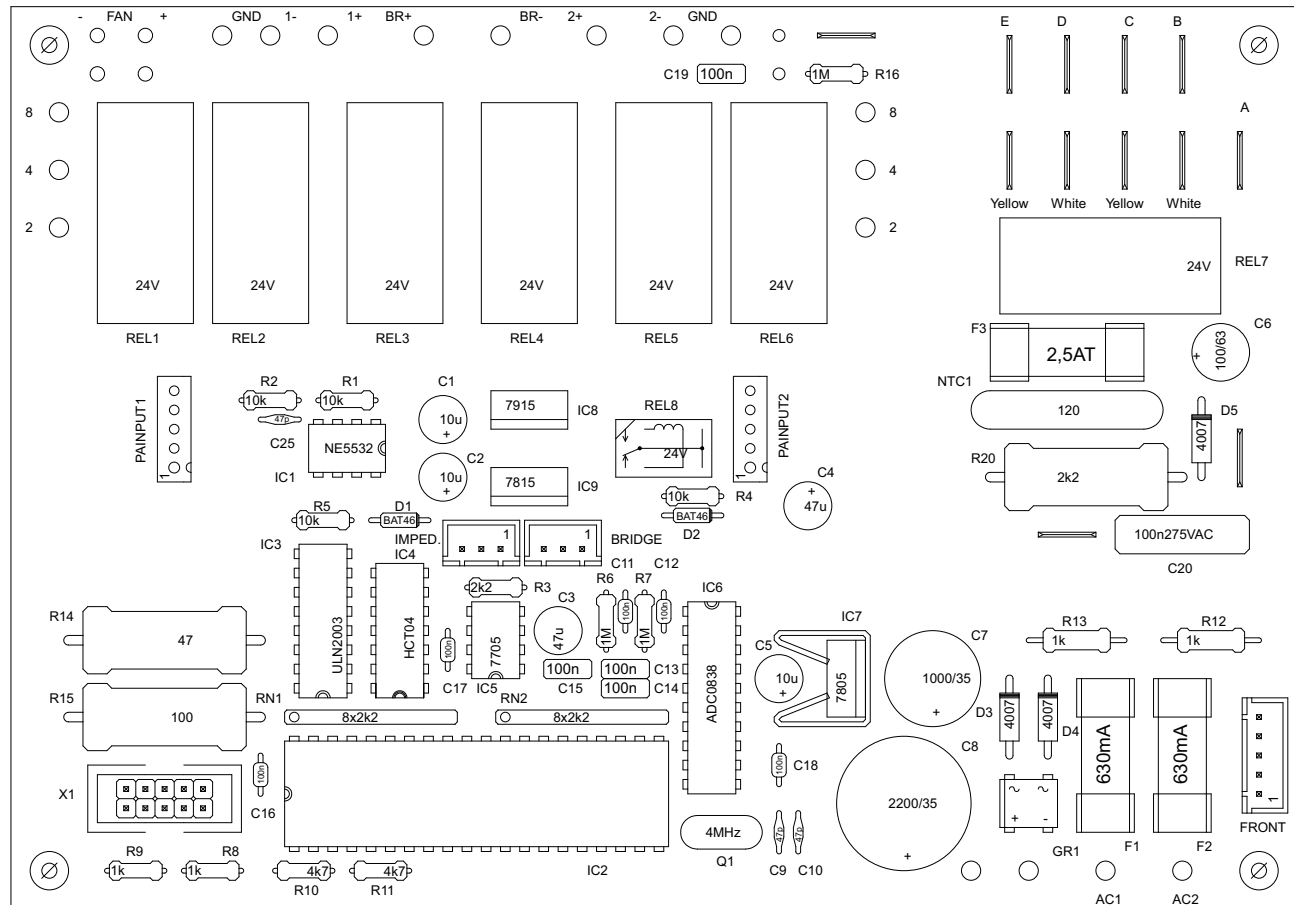 - FAN + GND 1- 1+ BR+ BR- 2+ 2- GND
E D C B
C19 100n 1M R16
8 8 A
4 4
Yellow White Yellow White
2 2
24V 24V 24V 24V 24V 24V
24V REL7
REL1 REL2 REL3 REL4 REL5 REL6
F3 2,5AT
C6 100/63
+
PAINPUT1
R2 10k
R1 10k
47p
C25
NE5532
IC1
C1 10u
+
C2 10u
+
7915 IC8
7815 IC9
REL8
24V
PAINPUT2
1 1
10k R4
BAT46
D2
C4
+
47u
NTC1
120
D5 4007
R20 2k2
100n275VAC
C20
R5 10k
D1 BAT46
IMPED. 1
1 BRIDGE
IC3 ULN2003
IC4 HCT04
2k2 R3
7705
IC5
C3
47u
+
C11 100n
C12 100n
R6 1M
R7 1M
100n
C17
100n
C15
100n C13
100n C14
IC6
ADC0838
IC7
7805
C5
10u
+
C7
1000/35
+
R13 1k
R12 1k
R14 47
R15 100
RN1 8x2k2
RN2 8x2k2
D3 4007
4007 D4
630mA
630mA
C8
2200/35
+
X1
100n
C16
100n C18
~ ~
+ -
GR1
F1 F2
1
FRONT
4MHz
Q1
47p 47p
C9 C10
R9 1k
R8 1k
4k7 R10
4k7 R11
IC2
AC1 AC2